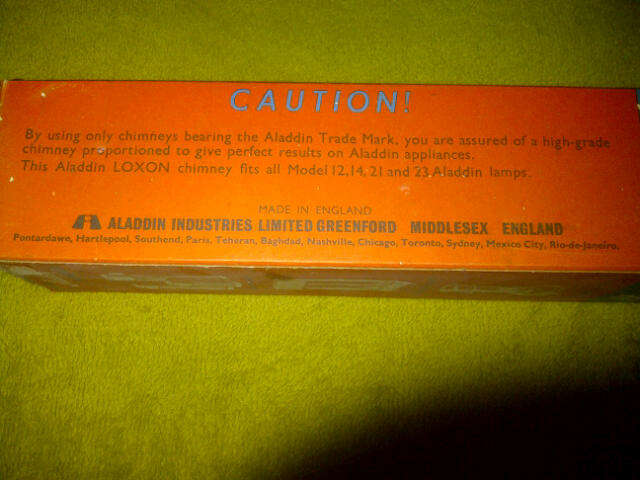 CAUTION!
By using only chimneys bearing the Aladdin Trade Mark, you are assured of a high-grade
chimney proportioned to give perfect results on Aladdin appliances.
This Aladdin LOXON chimney fits all Model 12, 14, 21 and 23 Aladdin lamps.
MADE IN ENGLAND
ALADDIN INDUSTRIES LIMITED GREENFORD MIDDLESEX ENGLAND
Pontardawe, Hartlepool, Southend, Paris, Teheran, Baghdad, Nashville, Chicago, Toronto, Sydney, Mexico City, Rio-de-Janeiro.